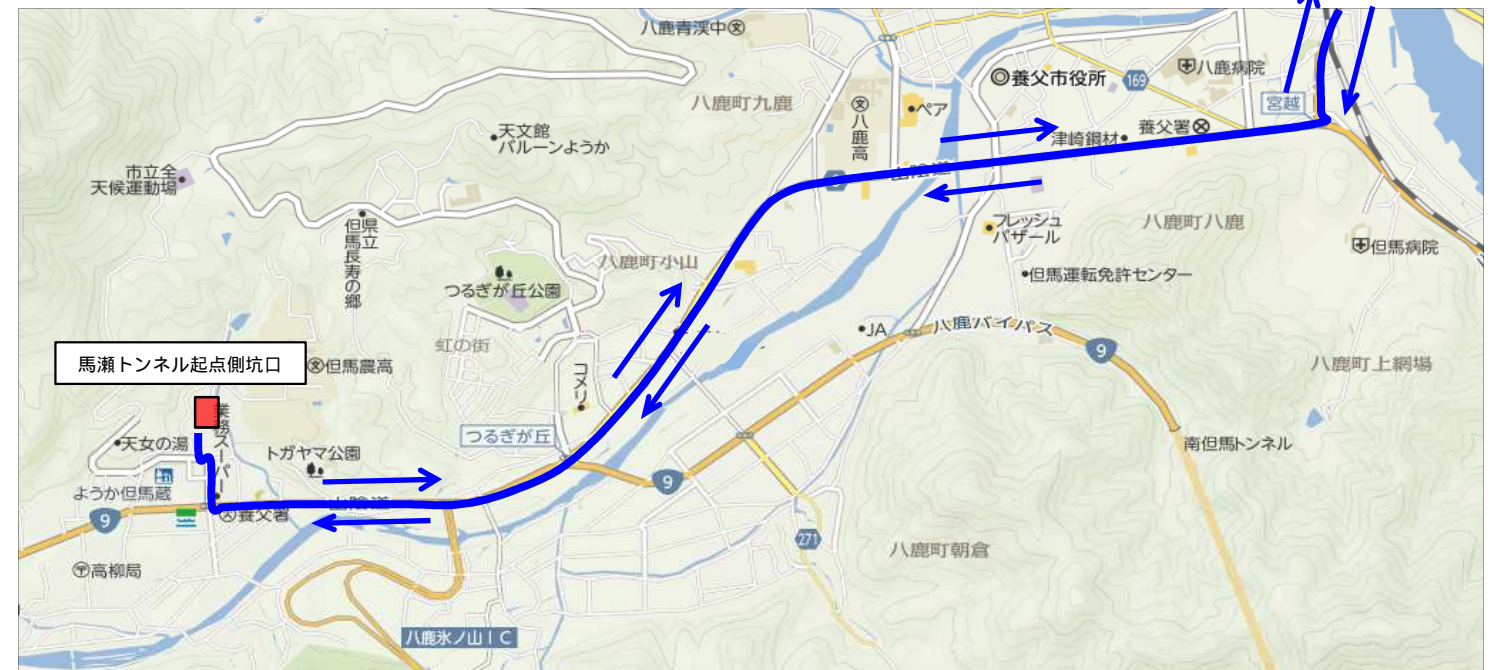 八鹿青渓中
八鹿町九鹿
養父市役所
169
八鹿病院
宮越
ペア
八鹿高
津崎鋼材
養父署
天文館
バルーンようか
市立全
天候運動場
山陰道
県立
但馬長寿の郷
八鹿町小山
フレッシュ
バザール
八鹿町八鹿
但馬病院
つるぎが丘公園
但馬運転免許センター
虹の街
JA
八鹿バイパス
9
馬瀬トンネル起点側坑口
但馬農高
コメリ
八鹿町上網場
業務スーパー
天女の湯
トガヤマ公園
つるぎが丘
南但馬トンネル
ようか但馬蔵
9
山陰道
9
養父署
271
八鹿町朝倉
高柳局
八鹿氷ノ山IC